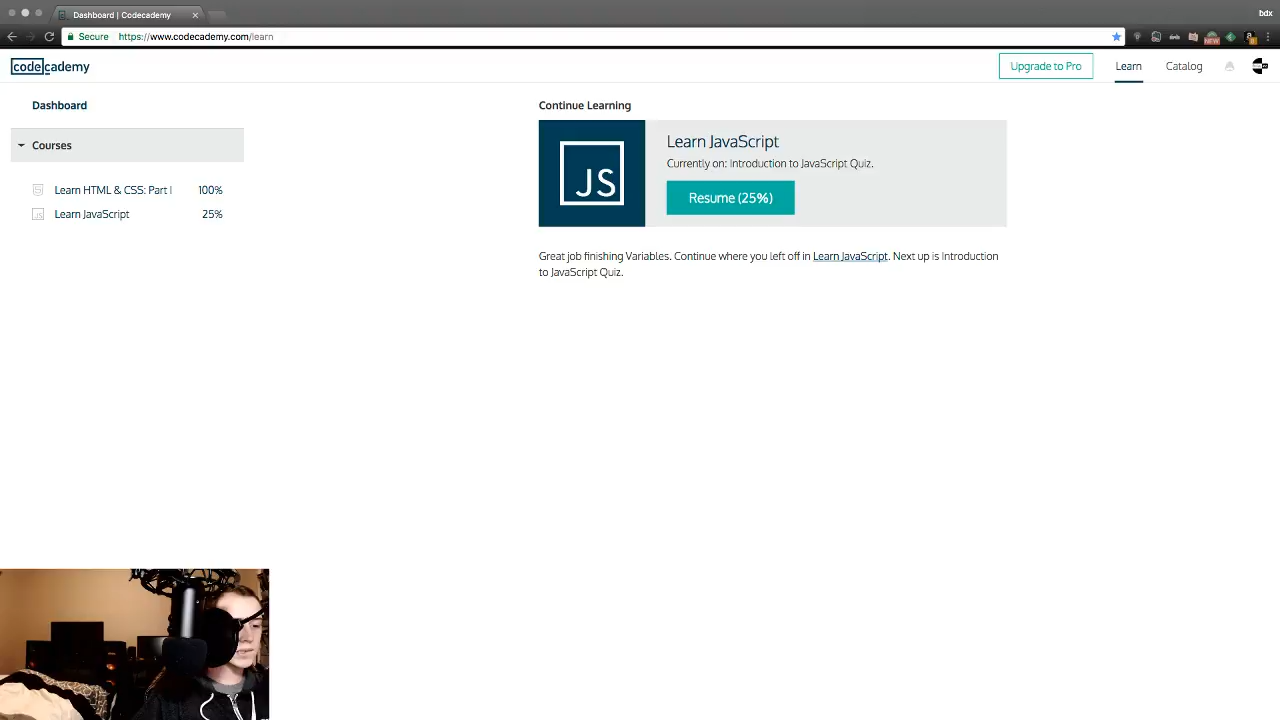 Dashboard | Codecademy
bdx
Secure
https://www.codecademy.com/learn
NEW
codecademy
Upgrade to Pro
Learn
Catalog
Dashboard
Courses
Learn HTML & CSS: Part I 100%
Learn JavaScript 25%
Continue Learning
JS
Learn JavaScript
Currently on: Introduction to JavaScript Quiz.
Resume (25%)
Great job finishing Variables. Continue where you left off in Learn JavaScript. Next up is Introduction
to JavaScript Quiz.